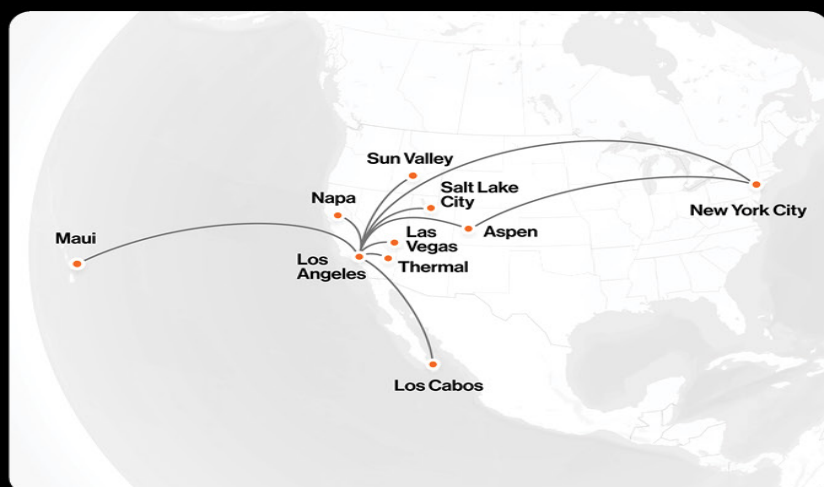 Sun Valley
Salt Lake
City
Napa
New York City
Maui
Las
Vegas
Aspen
Los
Angeles
Thermal
Los Cabos